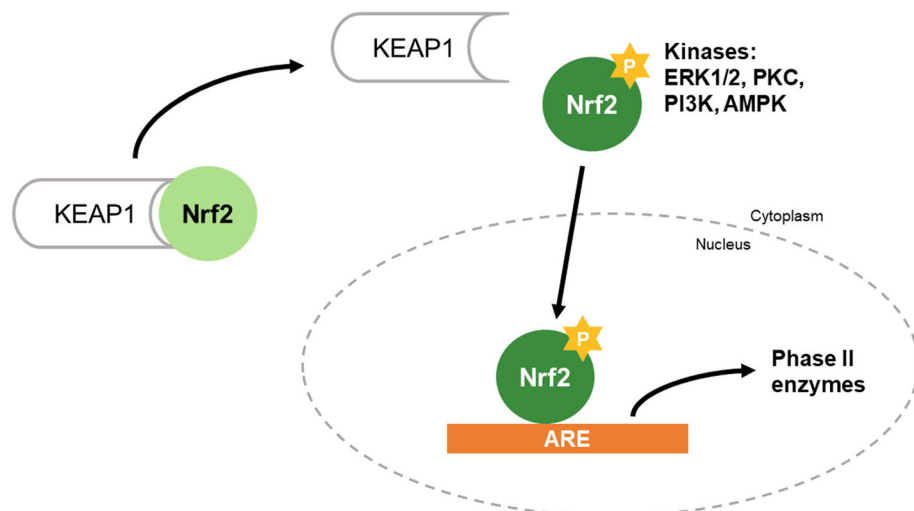 KEAP1
P
Nrf2
Kinases:
ERK1/2, PKC,
PI3K, AMPK
KEAP1
Nrf2
Cytoplasm
Nucleus
P
Nrf2
ARE
Phase II
enzymes